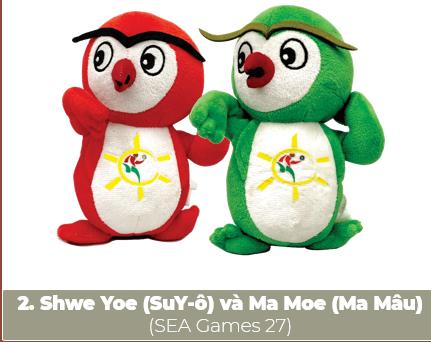 2. Shwe Yoe (SuY-ô) và Ma Moe (Ma Mâu)
(SEA Games 27)